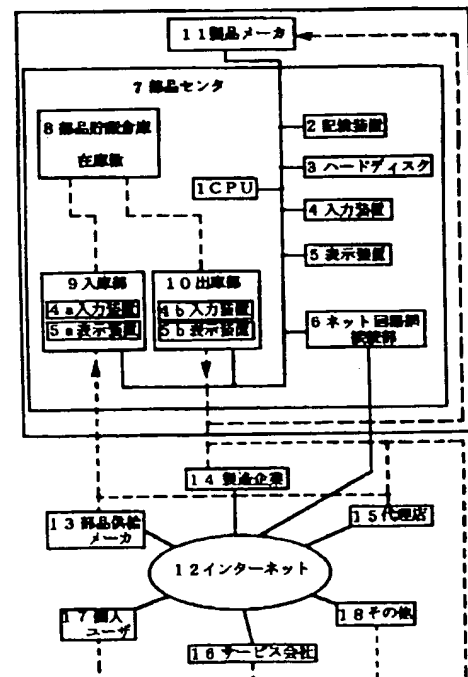 11製品メーカ
7 部品センタ
8 部品貯蔵倉庫
在庫数
2 記憶装置
3 ハードディスク
1CPU
4 入力装置
5 表示装置
9入庫部
4a入力装置
5a表示装置
10出庫部
4b入力装置
5b表示装置
6ネット回路網
接続部
14製造企業
13部品供給
メーカ
15代理店
12インターネット
17個人
ユーザ
18その他
16サービス会社